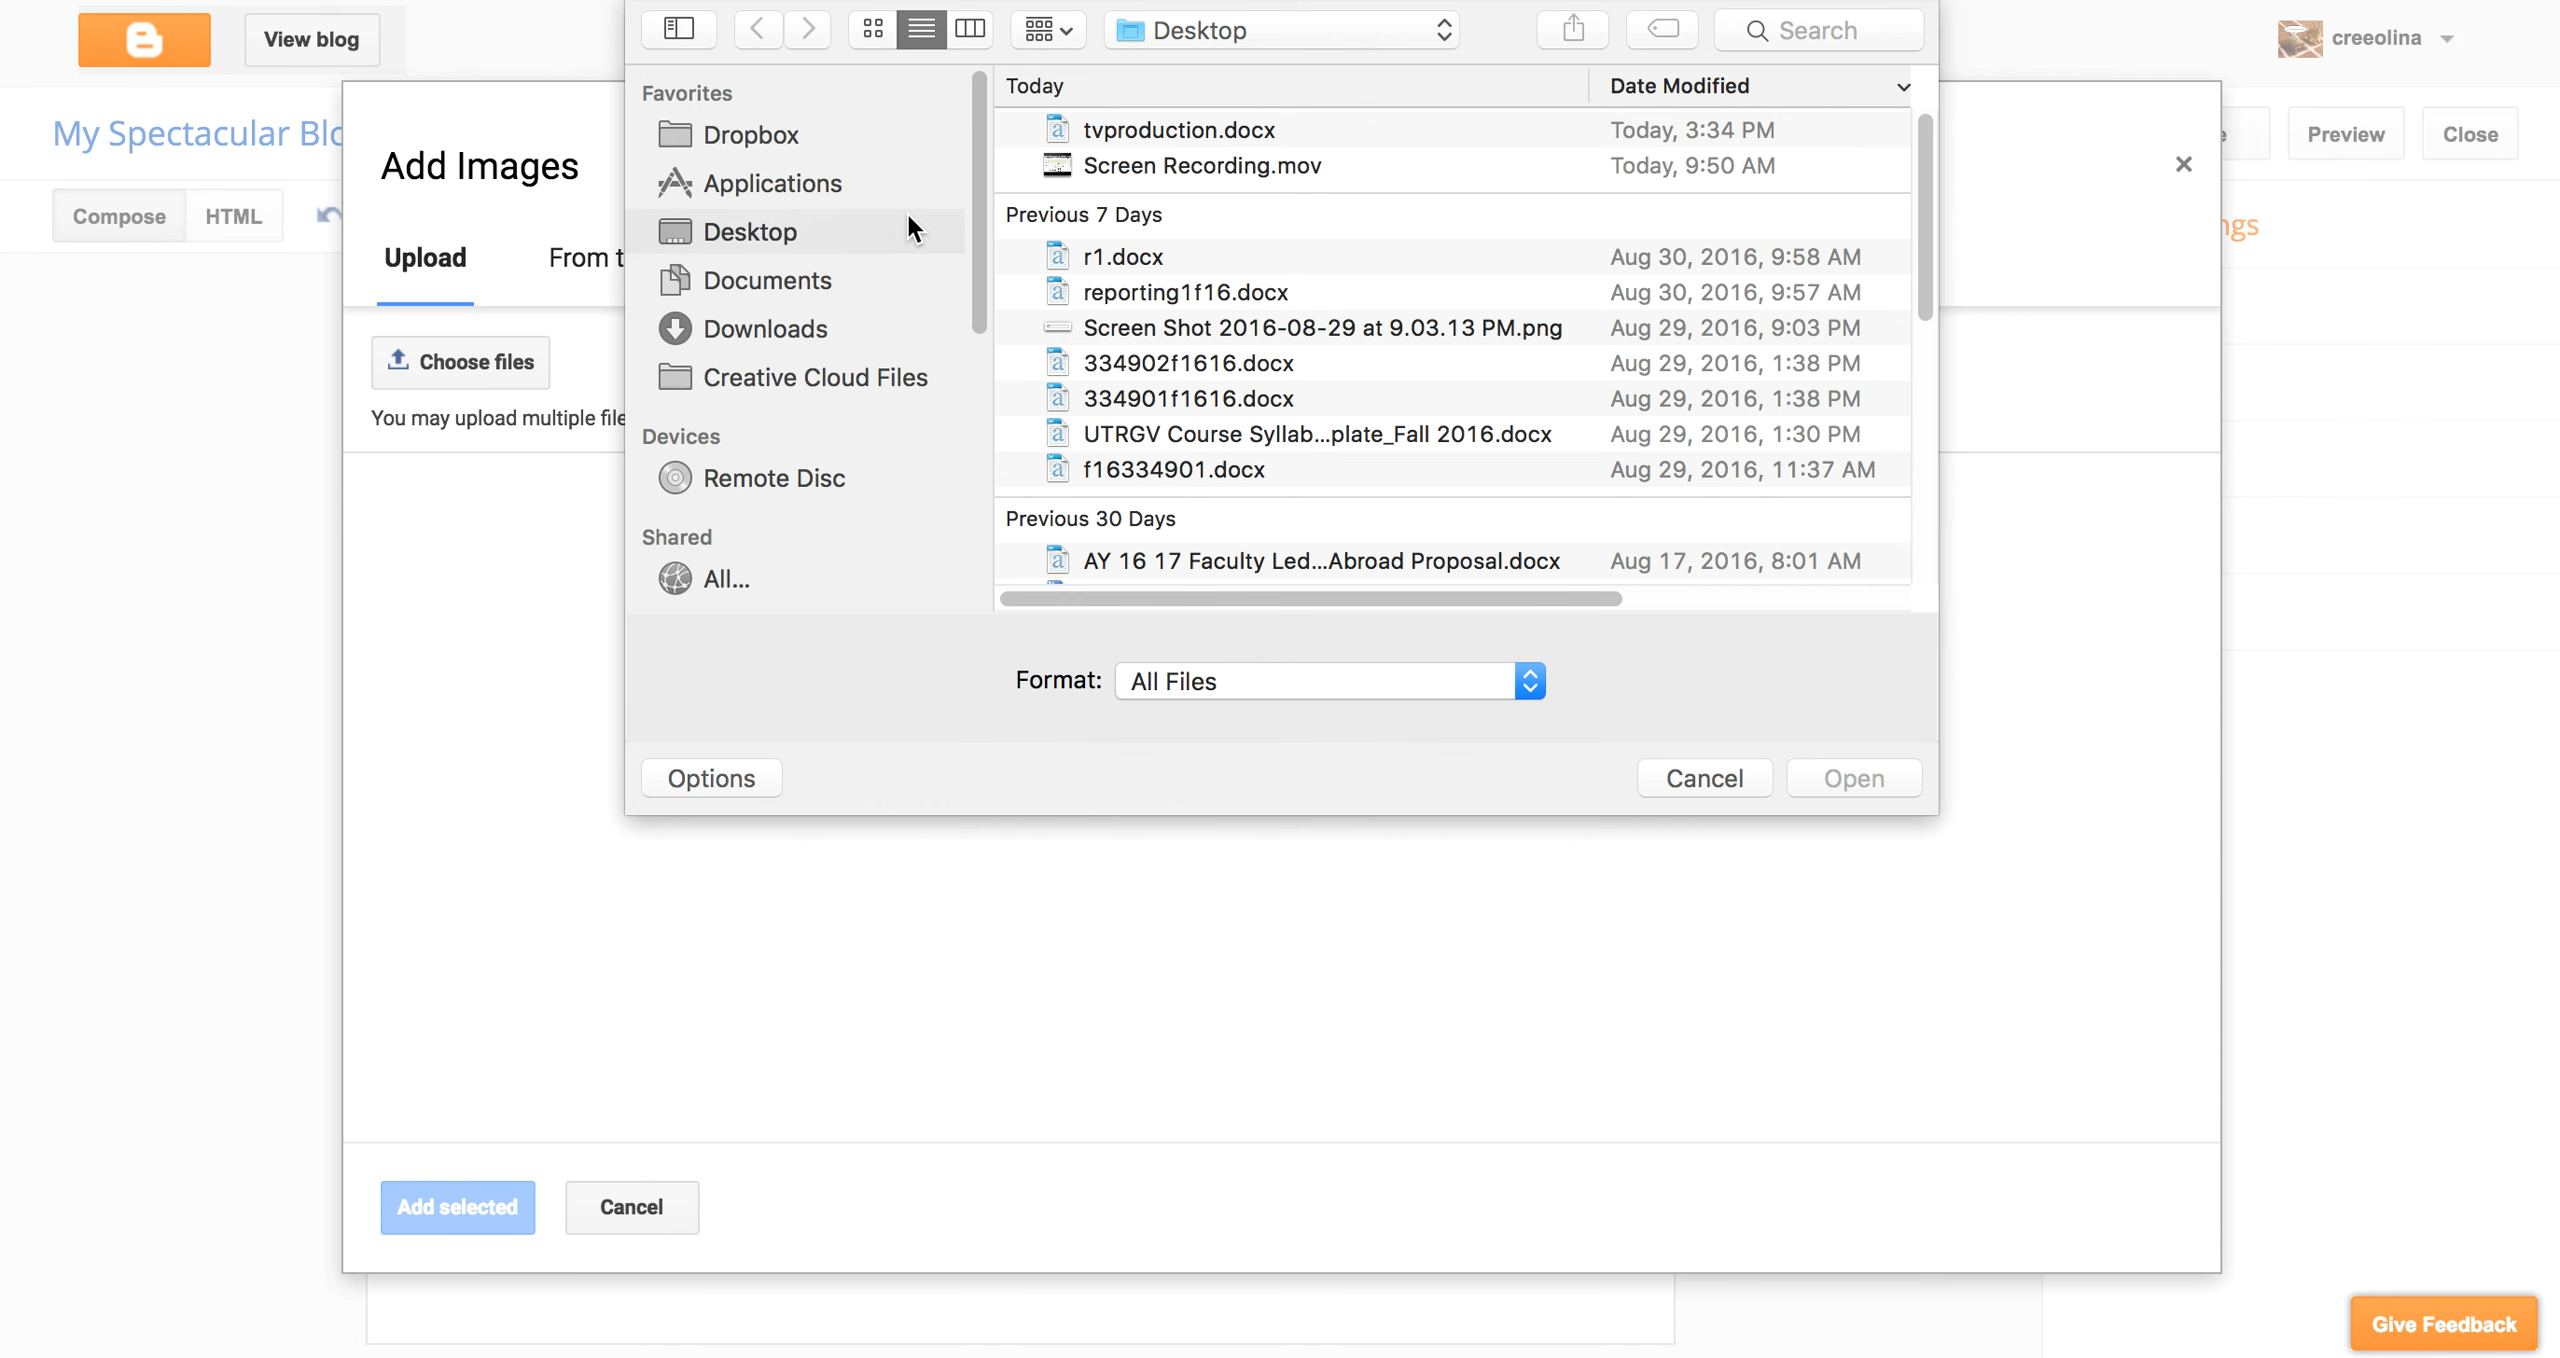 View blog
creeolina
My Spectacular Blo
Preview
Close
Compose
HTML
Add Images
Upload
From t
Choose files
You may upload multiple file
Desktop
Search
Favorites
Dropbox
Applications
Desktop
Documents
Downloads
Creative Cloud Files
Devices
Remote Disc
Shared
All...
Today
Date Modified
tvproduction.docx Today, 3:34 PM
Screen Recording.mov Today, 9:50 AM
Previous 7 Days
r1.docx Aug 30, 2016, 9:58 AM
reporting1f16.docx Aug 30, 2016, 9:57 AM
Screen Shot 2016-08-29 at 9.03.13 PM.png Aug 29, 2016, 9:03 PM
334902f1616.docx Aug 29, 2016, 1:38 PM
334901f1616.docx Aug 29, 2016, 1:38 PM
UTRGV Course Syllab...plate_Fall 2016.docx Aug 29, 2016, 1:30 PM
f16334901.docx Aug 29, 2016, 11:37 AM
Previous 30 Days
AY 16 17 Faculty Led...Abroad Proposal.docx Aug 17, 2016, 8:01 AM
Format: All Files
Options
Cancel
Open
ngs
Add selected
Cancel
Give Feedback